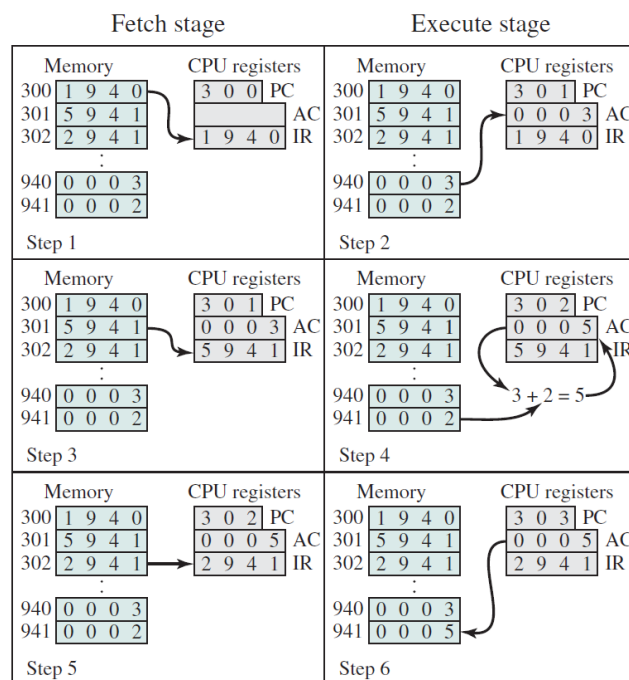 Fetch stage
Execute stage
Memory
CPU registers
300 1 9 4 0
3 0 0 PC
301 5 9 4 1
AC
302 2 9 4 1
1 9 4 0 IR
940 0 0 0 3
941 0 0 0 2
Step 1
Memory
CPU registers
300 1 9 4 0
3 0 1 PC
301 5 9 4 1
0 0 0 3 AC
302 2 9 4 1
1 9 4 0 IR
940 0 0 0 3
941 0 0 0 2
Step 2
Memory
CPU registers
300 1 9 4 0
3 0 1 PC
301 5 9 4 1
0 0 0 3 AC
302 2 9 4 1
5 9 4 1 IR
940 0 0 0 3
941 0 0 0 2
Step 3
Memory
CPU registers
300 1 9 4 0
3 0 2 PC
301 5 9 4 1
0 0 0 5 AC
302 2 9 4 1
5 9 4 1 IR
940 0 0 0 3
3 + 2 = 5
941 0 0 0 2
Step 4
Memory
CPU registers
300 1 9 4 0
3 0 2 PC
301 5 9 4 1
0 0 0 5 AC
302 2 9 4 1
2 9 4 1 IR
940 0 0 0 3
941 0 0 0 2
Step 5
Memory
CPU registers
300 1 9 4 0
3 0 3 PC
301 5 9 4 1
0 0 0 5 AC
302 2 9 4 1
2 9 4 1 IR
940 0 0 0 3
941 0 0 0 5
Step 6